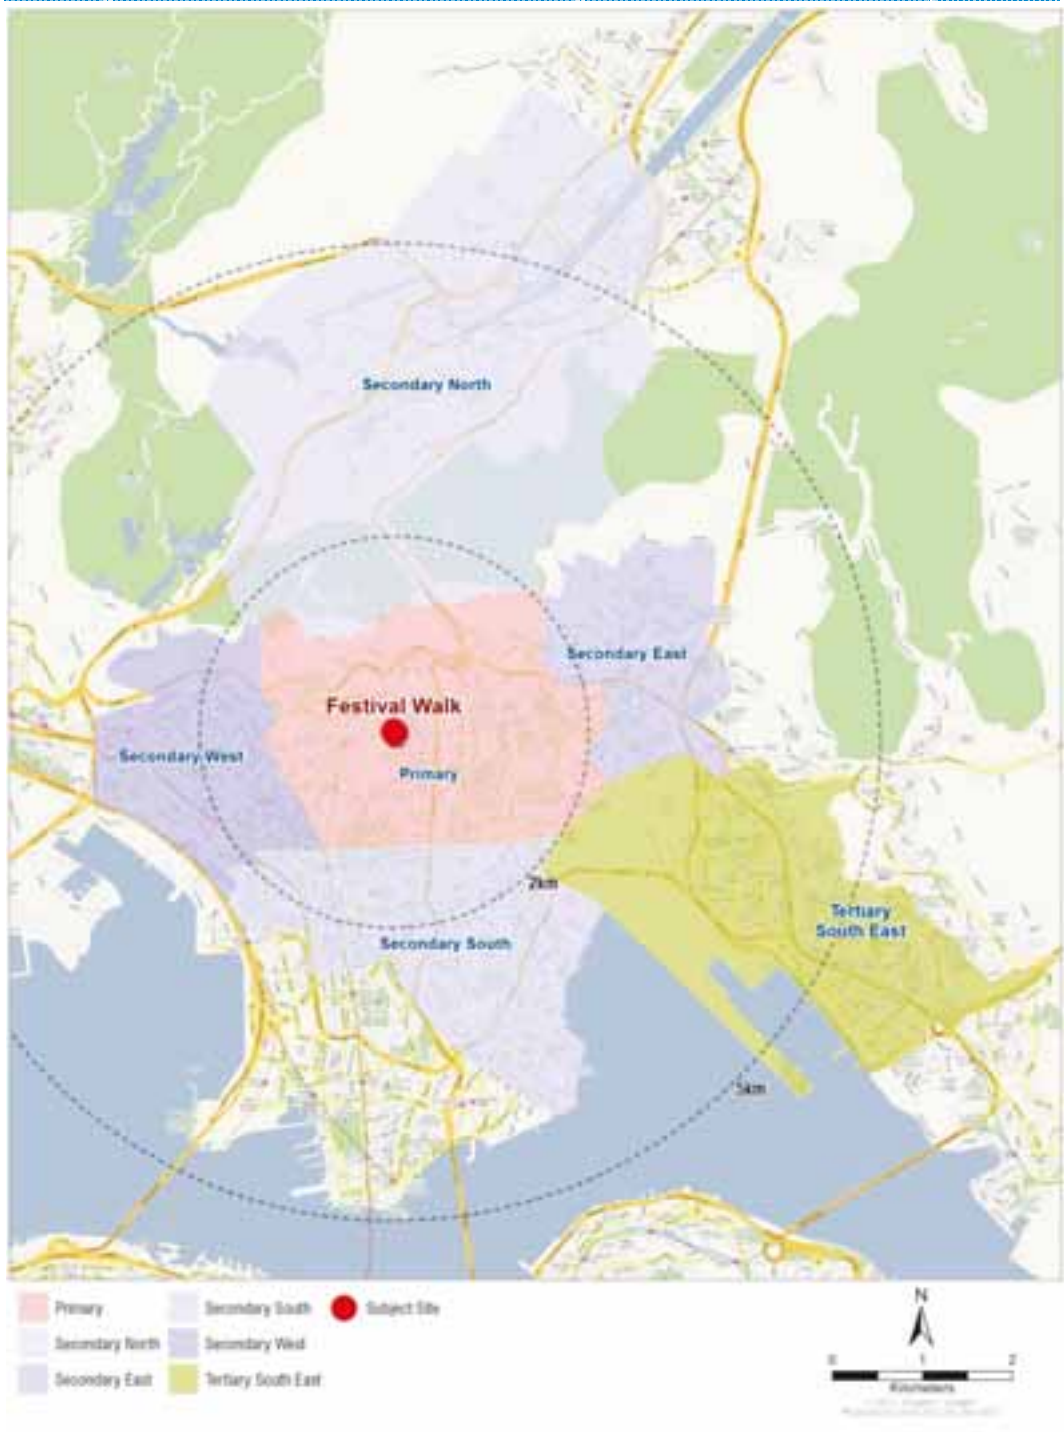 Secondary North
Secondary East
Festival Walk
Secondary West
Primary
2km
Tertiary
South East
Secondary South
5km
Primary
Secondary South
Subject Site
Secondary North
Secondary West
Secondary East
Tertiary South East
N
0 1 2
Kilometers